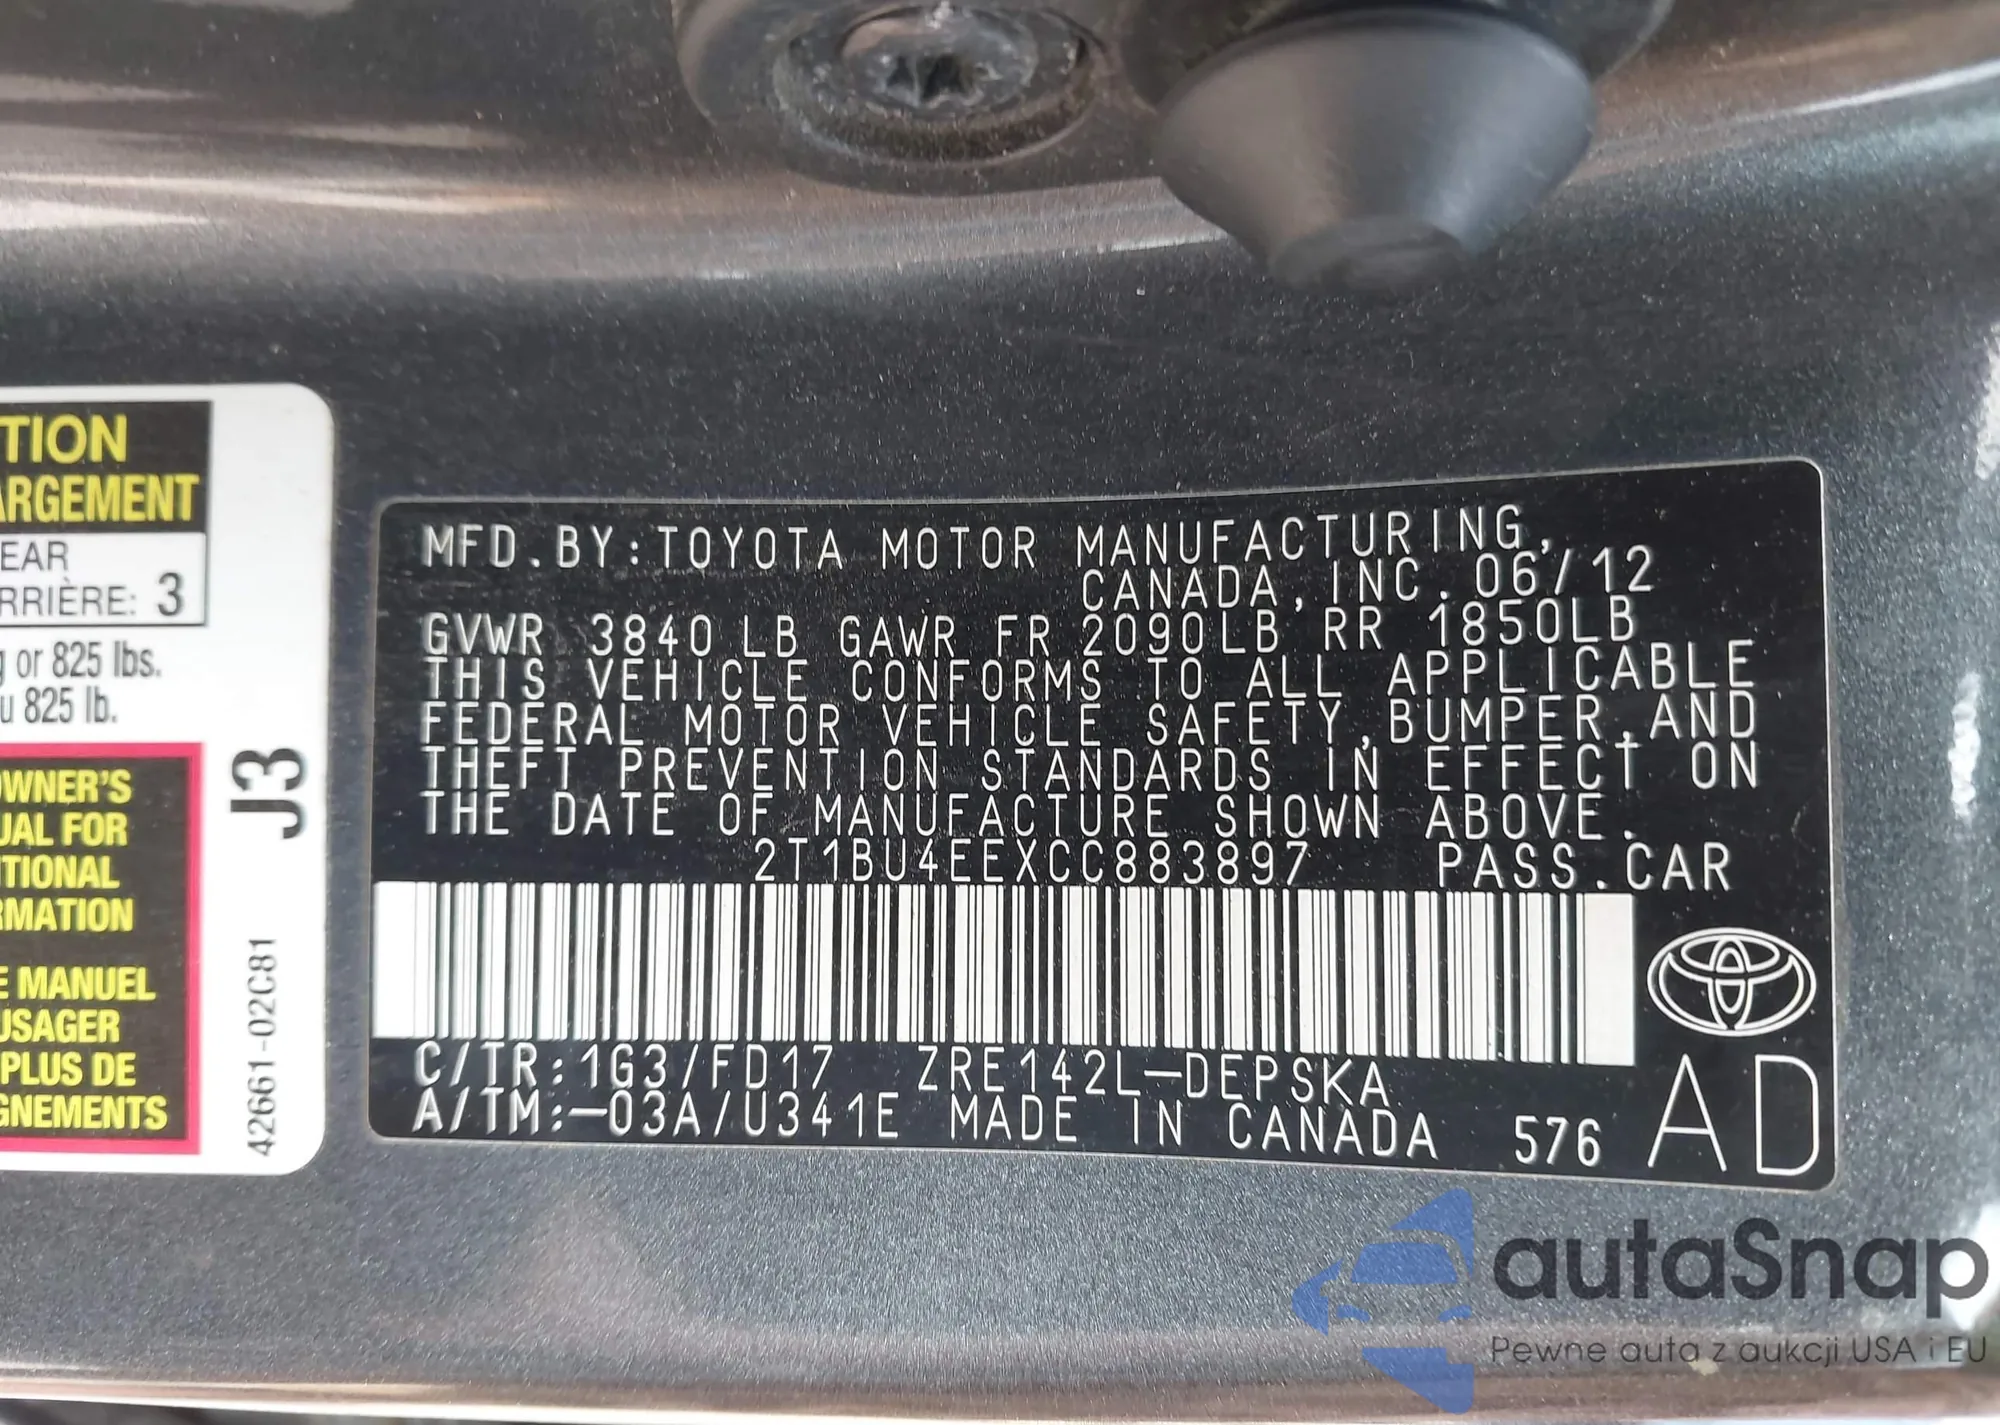 TION
ARGEMENT
EAR
RRIÈRE: 3
g or 825 lbs.
u 825 lb.
OWNER'S
UAL FOR
ITIONAL
RMATION
E MANUEL
USAGER
PLUS DE
GNEMENTS
J3
42661-02C81
MFD.BY:TOYOTA MOTOR MANUFACTURING,
CANADA, INC. 06/12
GVWR 3840 LB GAWR FR 2090LB RR 1850LB
THIS VEHICLE CONFORMS TO ALL APPLICABLE
FEDERAL MOTOR VEHICLE SAFETY,BUMPER,AND
THEFT PREVENTION STANDARDS IN EFFECT ON
THE DATE OF MANUFACTURE SHOWN ABOVE.
2T1BU4EEXCC883897 PASS.CAR
C/TR:1G3/FD17 ZRE142L-DEPSKA
A/TM:-03A/U341E MADE IN CANADA 576
AD
autoSnap
Pewne auta z aukcji USA i EU